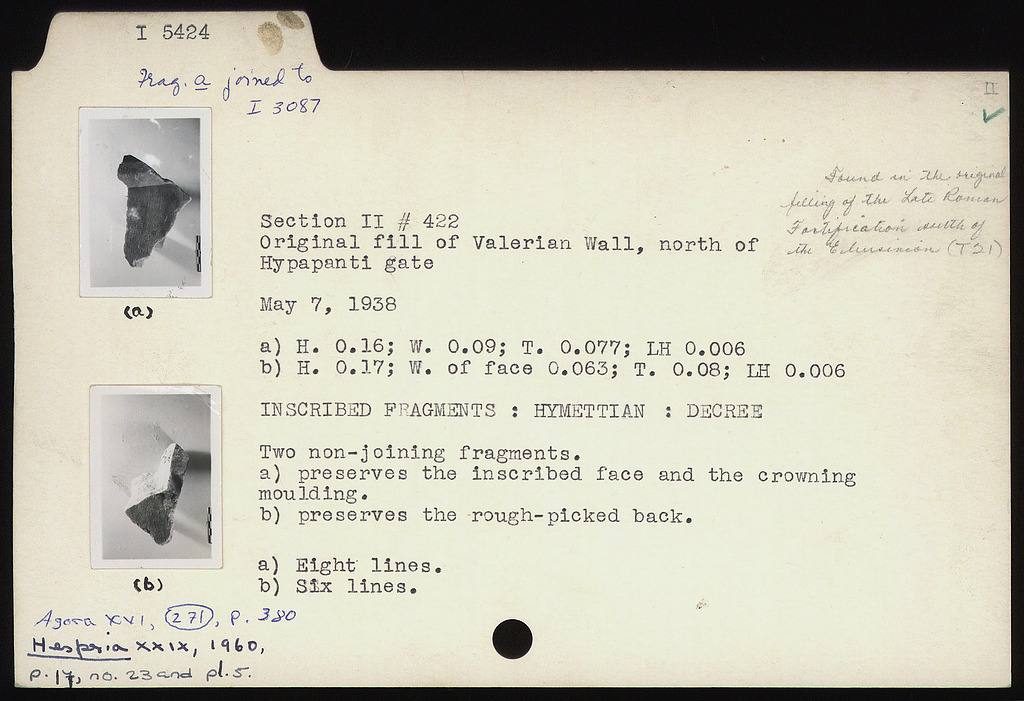 I 5424
Frag. a joined to
I 3087
II
Found in the original
filling of the Late Roman
Fortification south of
the Eleusinion (T 21)
Section II # 422
Original fill of Valerian Wall, north of
Hypapanti gate
May 7, 1938
a) H. 0.16; W. 0.09; T. 0.077; LH 0.006
b) H. 0.17; W. of face 0.063; T. 0.08; LH 0.006
INSCRIBED FRAGMENTS : HYMETTIAN : DECREE
Two non-joining fragments.
a) preserves the inscribed face and the crowning
moulding.
b) preserves the rough-picked back.
a) Eight lines.
b) Six lines.
(a)
(b)
Agora XVI, 271, p. 380
Hesperia XXIX, 1960,
p. 17, no. 23 and pl. 5.